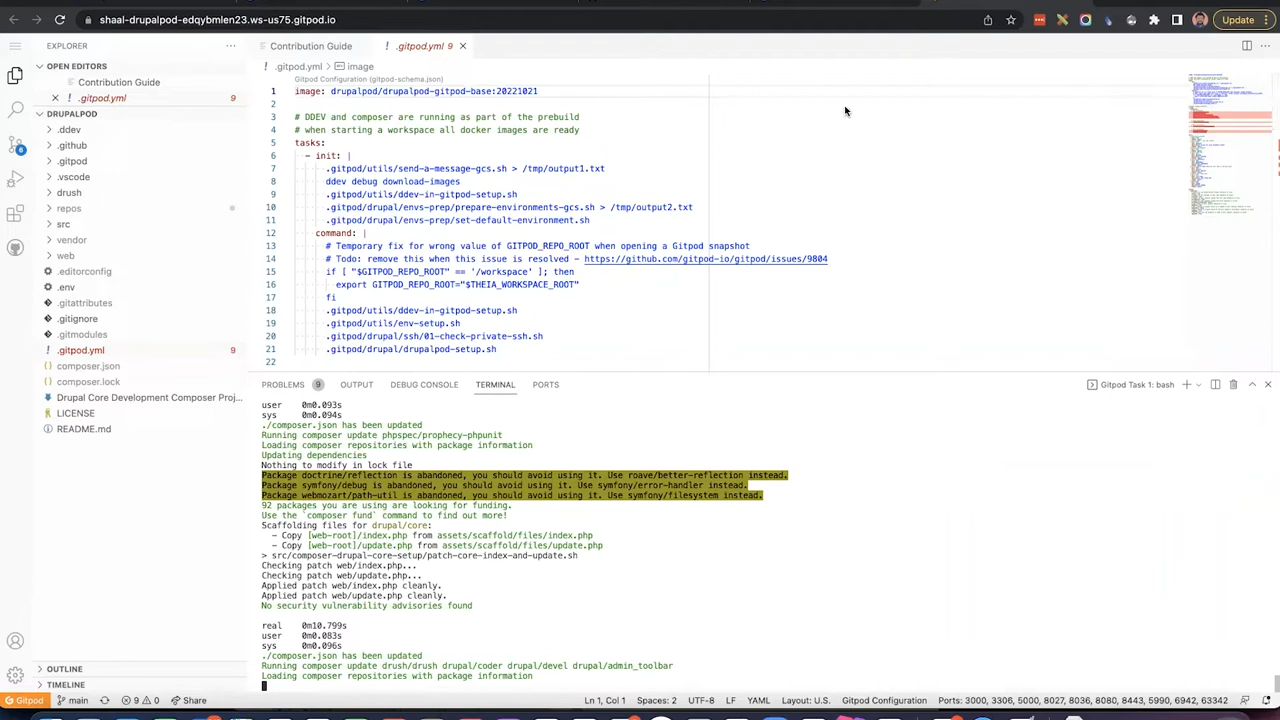 shaal-drupalpod-edqybmlen23.ws-us75.gitpod.io
Update
EXPLORER
Contribution Guide
.gitpod.yml 9
OPEN EDITORS
Contribution Guide
.gitpod.yml
9
DRUPALPOD
.ddev
.github
.gitpod
.vscode
drush
repos
src
vendor
web
.editorconfig
.env
.gitattributes
.gitignore
.gitmodules
.gitpod.yml
9
composer.json
composer.lock
Drupal Core Development Composer Proj...
LICENSE
README.md
OUTLINE
TIMELINE
6
.gitpod.yml
image
Gitpod Configuration (gitpod-schema.json)
1 image: drupalpod/drupalpod-gitpod-base:20221021
2
3 # DDEV and composer are running as part of the prebuild
4 # when starting a workspace all docker images are ready
5 tasks:
6 - init: |
7 .gitpod/utils/send-a-message-gcs.sh > /tmp/output1.txt
8 ddev debug download-images
9 .gitpod/utils/ddev-in-gitpod-setup.sh
10 .gitpod/drupal/envs-prep/prepare-environments-gcs.sh > /tmp/output2.txt
11 .gitpod/drupal/envs-prep/set-default-environment.sh
12 command: |
13 # Temporary fix for wrong value of GITPOD_REPO_ROOT when opening a Gitpod snapshot
14 # Todo: remove this when this issue is resolved - https://github.com/gitpod-io/gitpod/issues/9804
15 if [ "$GITPOD_REPO_ROOT" == '/workspace' ]; then
16 export GITPOD_REPO_ROOT="$THEIA_WORKSPACE_ROOT"
17 fi
18 .gitpod/utils/ddev-in-gitpod-setup.sh
19 .gitpod/utils/env-setup.sh
20 .gitpod/drupal/ssh/01-check-private-ssh.sh
21 .gitpod/drupal/drupalpod-setup.sh
22
PROBLEMS 9 OUTPUT DEBUG CONSOLE TERMINAL PORTS
Gitpod Task 1: bash
user 0m0.093s
sys 0m0.094s
./composer.json has been updated
Running composer update phpspec/prophecy-phpunit
Loading composer repositories with package information
Updating dependencies
Nothing to modify in lock file
Package doctrine/reflection is abandoned, you should avoid using it. Use roave/better-reflection instead.
Package symfony/debug is abandoned, you should avoid using it. Use symfony/error-handler instead.
Package webmozart/path-util is abandoned, you should avoid using it. Use symfony/filesystem instead.
92 packages you are using are looking for funding.
Use the `composer fund` command to find out more!
Scaffolding files for drupal/core:
- Copy [web-root]/index.php from assets/scaffold/files/index.php
- Copy [web-root]/update.php from assets/scaffold/files/update.php
> src/composer-drupal-core-setup/patch-core-index-and-update.sh
Checking patch web/index.php...
Checking patch web/update.php...
Applied patch web/index.php cleanly.
Applied patch web/update.php cleanly.
No security vulnerability advisories found
real 0m10.799s
user 0m0.083s
sys 0m0.096s
./composer.json has been updated
Running composer update drush/drush drupal/coder drupal/devel drupal/admin_toolbar
Loading composer repositories with package information
Gitpod
main
9 0
Share
Ln 1, Col 1
Spaces: 2
UTF-8
LF
YAML
Layout: U.S.
Gitpod Configuration
Ports: 3000, 3306, 5000, 8027, 8036, 8080, 8443, 5990, 6942, 63342